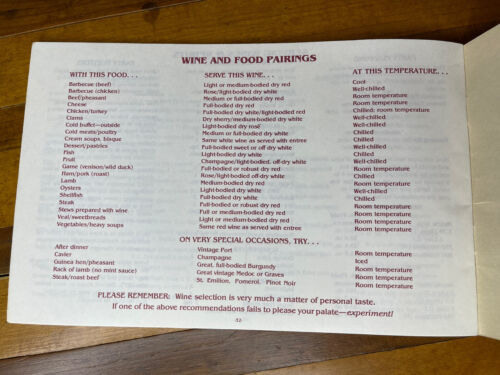 WINE AND FOOD PAIRINGS
WITH THIS FOOD. . . SERVE THIS WINE. . . AT THIS TEMPERATURE. . .
Barbecue (beef) Light or medium-bodied dry red Cool
Barbecue (chicken) Rose/light-bodied dry white Well-chilled
Beef/pheasant Medium or full-bodied dry red Room temperature
Cheese Full-bodied dry red Room temperature
Chicken/turkey Full-bodied dry white/light-bodied red Chilled; room temperature
Clams Dry sherry/medium-bodied dry white Well-chilled
Cold buffet—outside Light-bodied dry rosé Well-chilled
Cold meats/poultry Medium or full-bodied dry white Chilled
Cream soup, bisque Same white wine as served with entree Chilled
Dessert/pastries Full-bodied sweet or off dry white Well-chilled
Fish Light-bodied dry white Chilled
Fruit Champagne/light-bodied, off-dry white Well-chilled
Game (venison/wild duck) Full-bodied or robust dry red Room temperature
Ham/pork (roast) Rose/light-bodied off-dry white Chilled
Lamb Medium-bodied dry red Room temperature
Oysters Light-bodied dry white Well-chilled
Shellfish Full-bodied dry white Chilled
Steak Full-bodied or robust dry red Room temperature
Stews prepared with wine Full or medium-bodied dry red Room temperature
Veal/sweetbreads Light or medium-bodied dry red Room temperature
Vegetables/heavy soups Same red wine as served with entree Room temperature
ON VERY SPECIAL OCCASIONS, TRY. . .
After dinner Vintage Port Room temperature
Cavier Champagne Iced
Guinea hen/pheasant Great, full-bodied Burgundy Room temperature
Rack of lamb (no mint sauce) Great vintage Medoc or Graves Room temperature
Steak/roast beef St. Emilion, Pomerol, Pinot Noir Room temperature
PLEASE REMEMBER: Wine selection is very much a matter of personal taste.
If one of the above recommendations fails to please your palate—experiment!
-32-